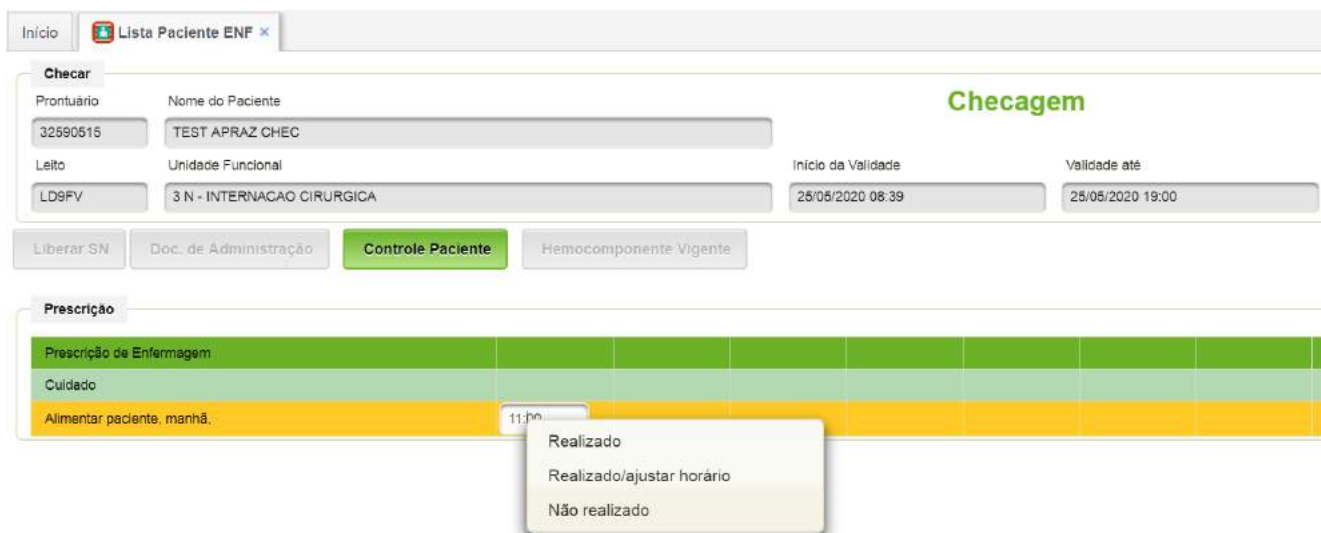 Início
Lista Paciente ENF ×
Checar
Prontuário Nome do Paciente
Checagem
32590515 TEST APRAZ CHEC
Leito Unidade Funcional Início da Validade Validade até
LD9FV 3 N - INTERNACAO CIRURGICA 25/05/2020 08:39 25/05/2020 19:00
Liberar SN Doc. de Administração Controle Paciente Hemocomponente Vigente
Prescrição
Prescrição de Enfermagem
Cuidado
Alimentar paciente, manhã, 11:00
Realizado
Realizado/ajustar horário
Não realizado